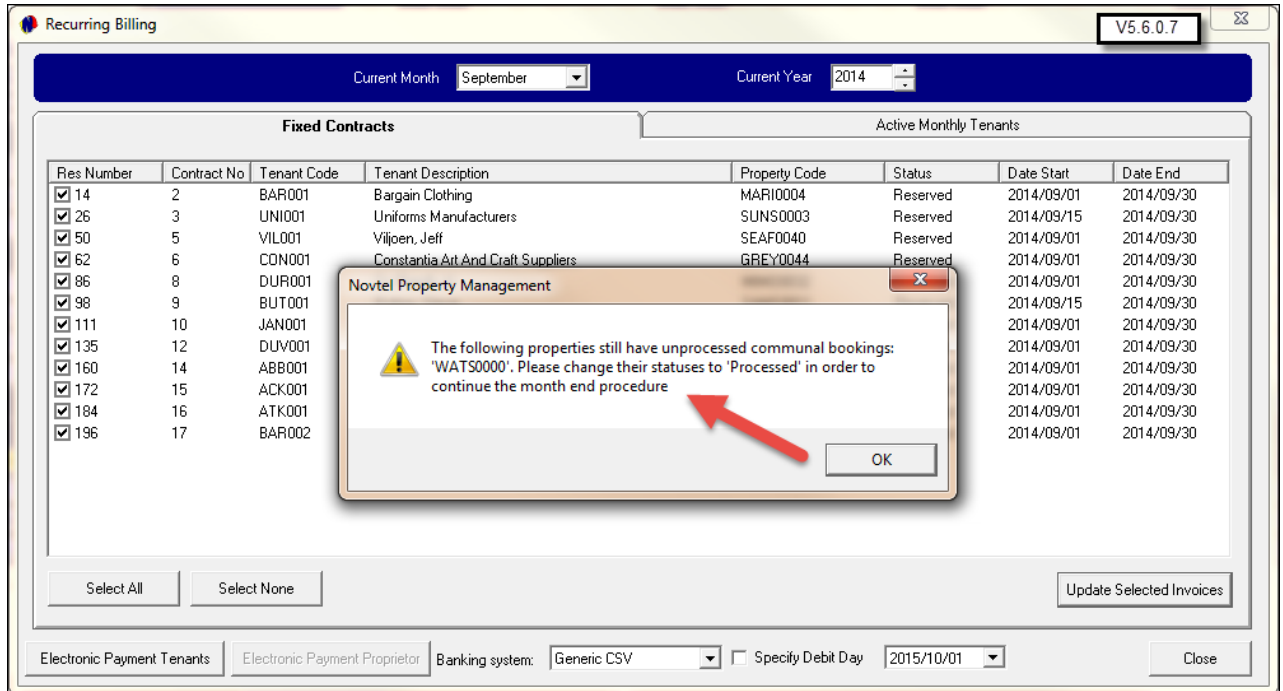 Recurring Billing
V5.6.0.7
Current Month September Current Year 2014
Fixed Contracts Active Monthly Tenants
Res Number Contract No Tenant Code Tenant Description Property Code Status Date Start Date End
14 2 BAR001 Bargain Clothing MARI0004 Reserved 2014/09/01 2014/09/30
26 3 UNI001 Uniforms Manufacturers SUNS0003 Reserved 2014/09/15 2014/09/30
50 5 VIL001 Viljoen, Jeff SEAF0040 Reserved 2014/09/01 2014/09/30
62 6 CON001 Constantia Art And Craft Suppliers GREY0044 Reserved 2014/09/01 2014/09/30
86 8 DUR001 2014/09/01 2014/09/30
98 9 BUT001 2014/09/15 2014/09/30
111 10 JAN001 2014/09/01 2014/09/30
135 12 DUV001 2014/09/01 2014/09/30
160 14 ABB001 2014/09/01 2014/09/30
172 15 ACK001 2014/09/01 2014/09/30
184 16 ATK001 2014/09/01 2014/09/30
196 17 BAR002 2014/09/01 2014/09/30
Novtel Property Management
The following properties still have unprocessed communal bookings:
'WATS0000'. Please change their statuses to 'Processed' in order to
continue the month end procedure
OK
Select All Select None Update Selected Invoices
Electronic Payment Tenants Electronic Payment Proprietor Banking system: Generic CSV Specify Debit Day 2015/10/01 Close